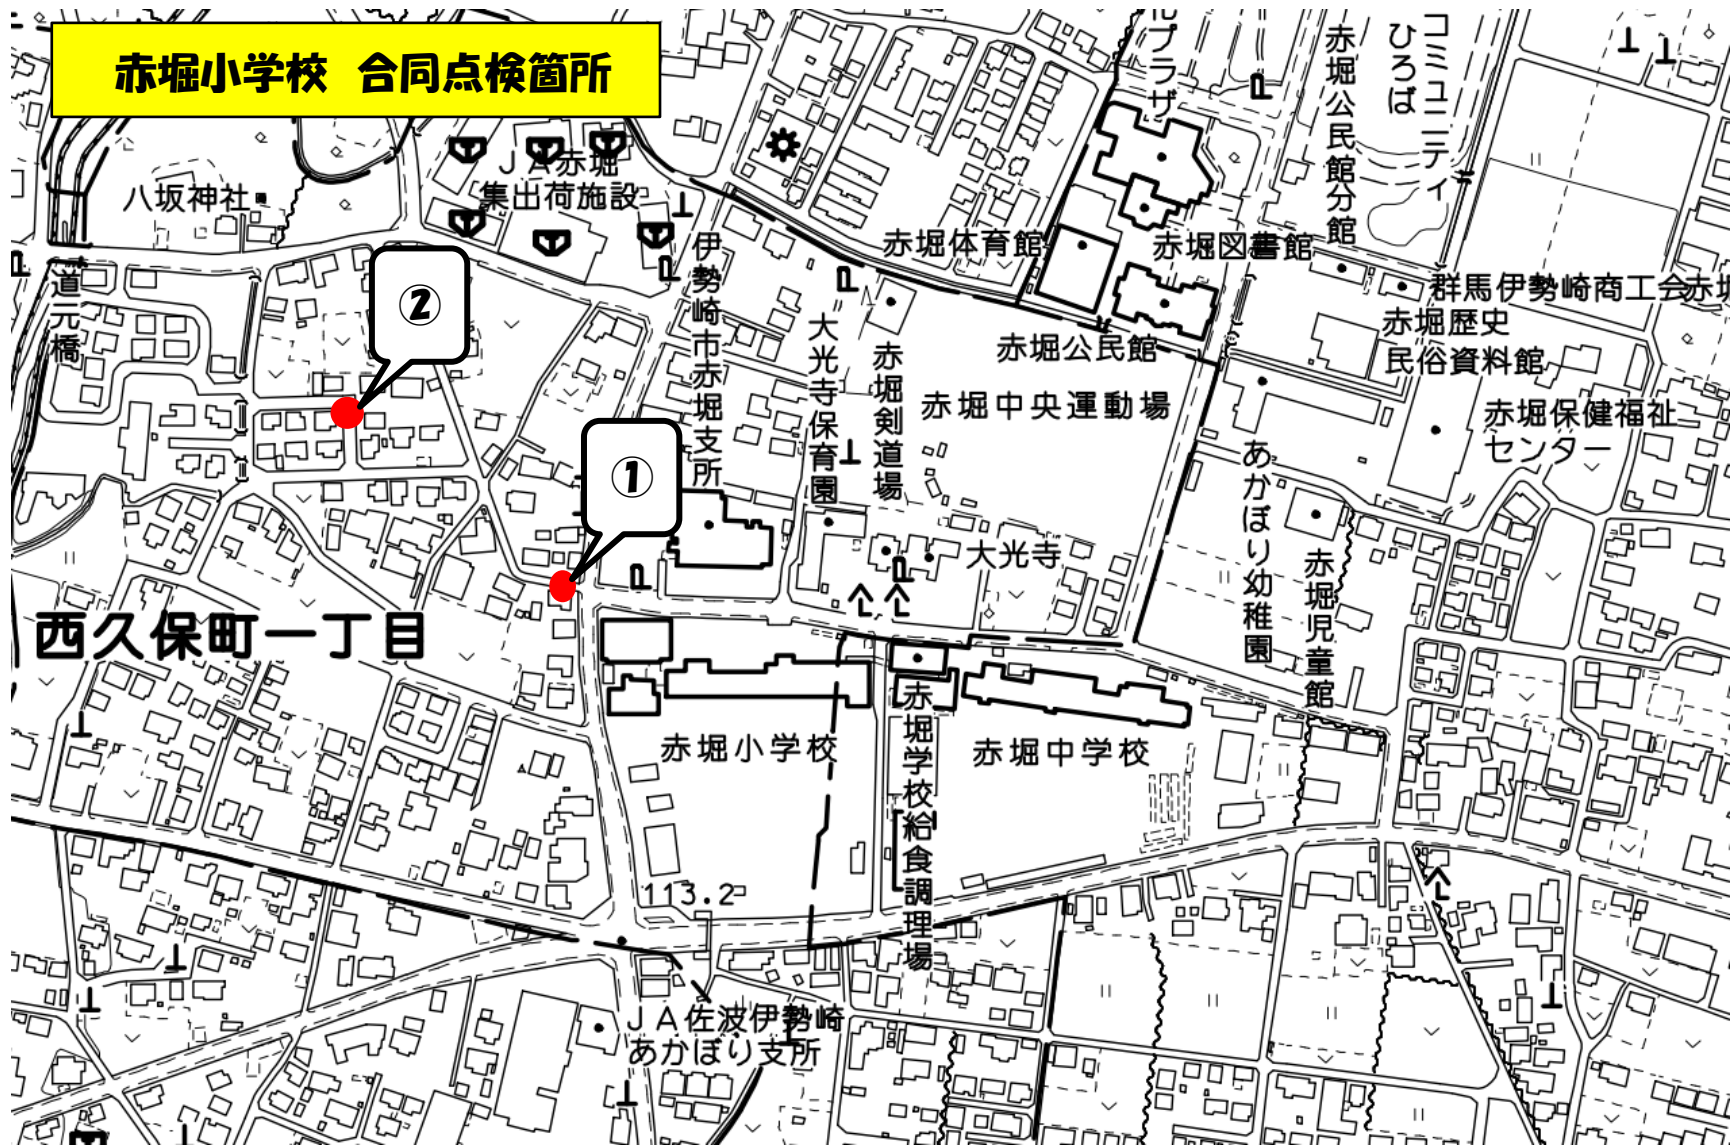 赤堀小学校 合同点検箇所
コミュニティ
ひろば
赤堀公民館分館
プラザ
JA赤堀
集出荷施設
八坂神社
赤堀体育館
赤堀図書館
道元橋
②
伊勢崎市赤堀支所
大光寺保育園
赤堀剣道場
赤堀公民館
群馬伊勢崎商工会赤堀
赤堀歴史
民俗資料館
赤堀中央運動場
赤堀保健福祉
センター
①
あかぼり幼稚園
大光寺
赤堀児童館
西久保町一丁目
赤堀小学校
赤堀学校給食調理場
赤堀中学校
113.2
JA佐波伊勢崎
あかぼり支所